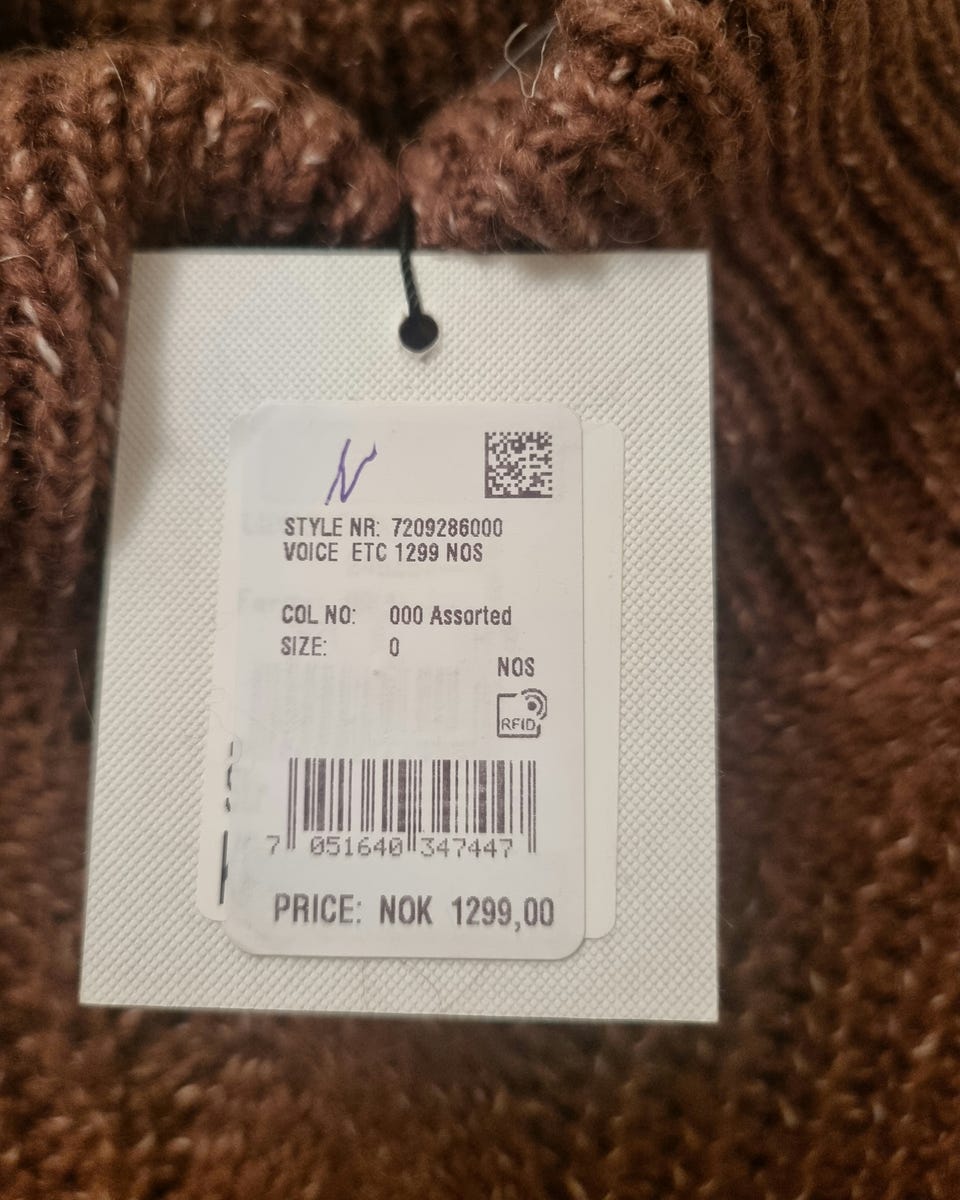 STYLE NR: 7209286000
VOICE ETC 1299 NOS
COL NO: 000 Assorted
SIZE: 0
NOS
RFID
7 051640 347447
PRICE: NOK 1299,00